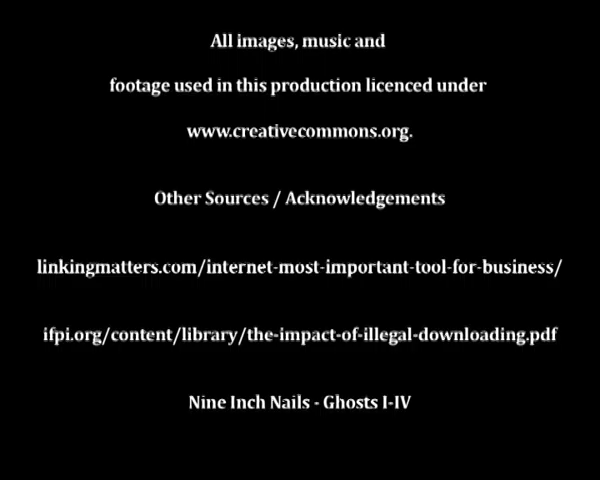 All images, music and
footage used in this production licenced under
www.creativecommons.org.
Other Sources / Acknowledgements
linkingmatters.com/internet-most-important-tool-for-business/
ifpi.org/content/library/the-impact-of-illegal-downloading.pdf
Nine Inch Nails - Ghosts I-IV